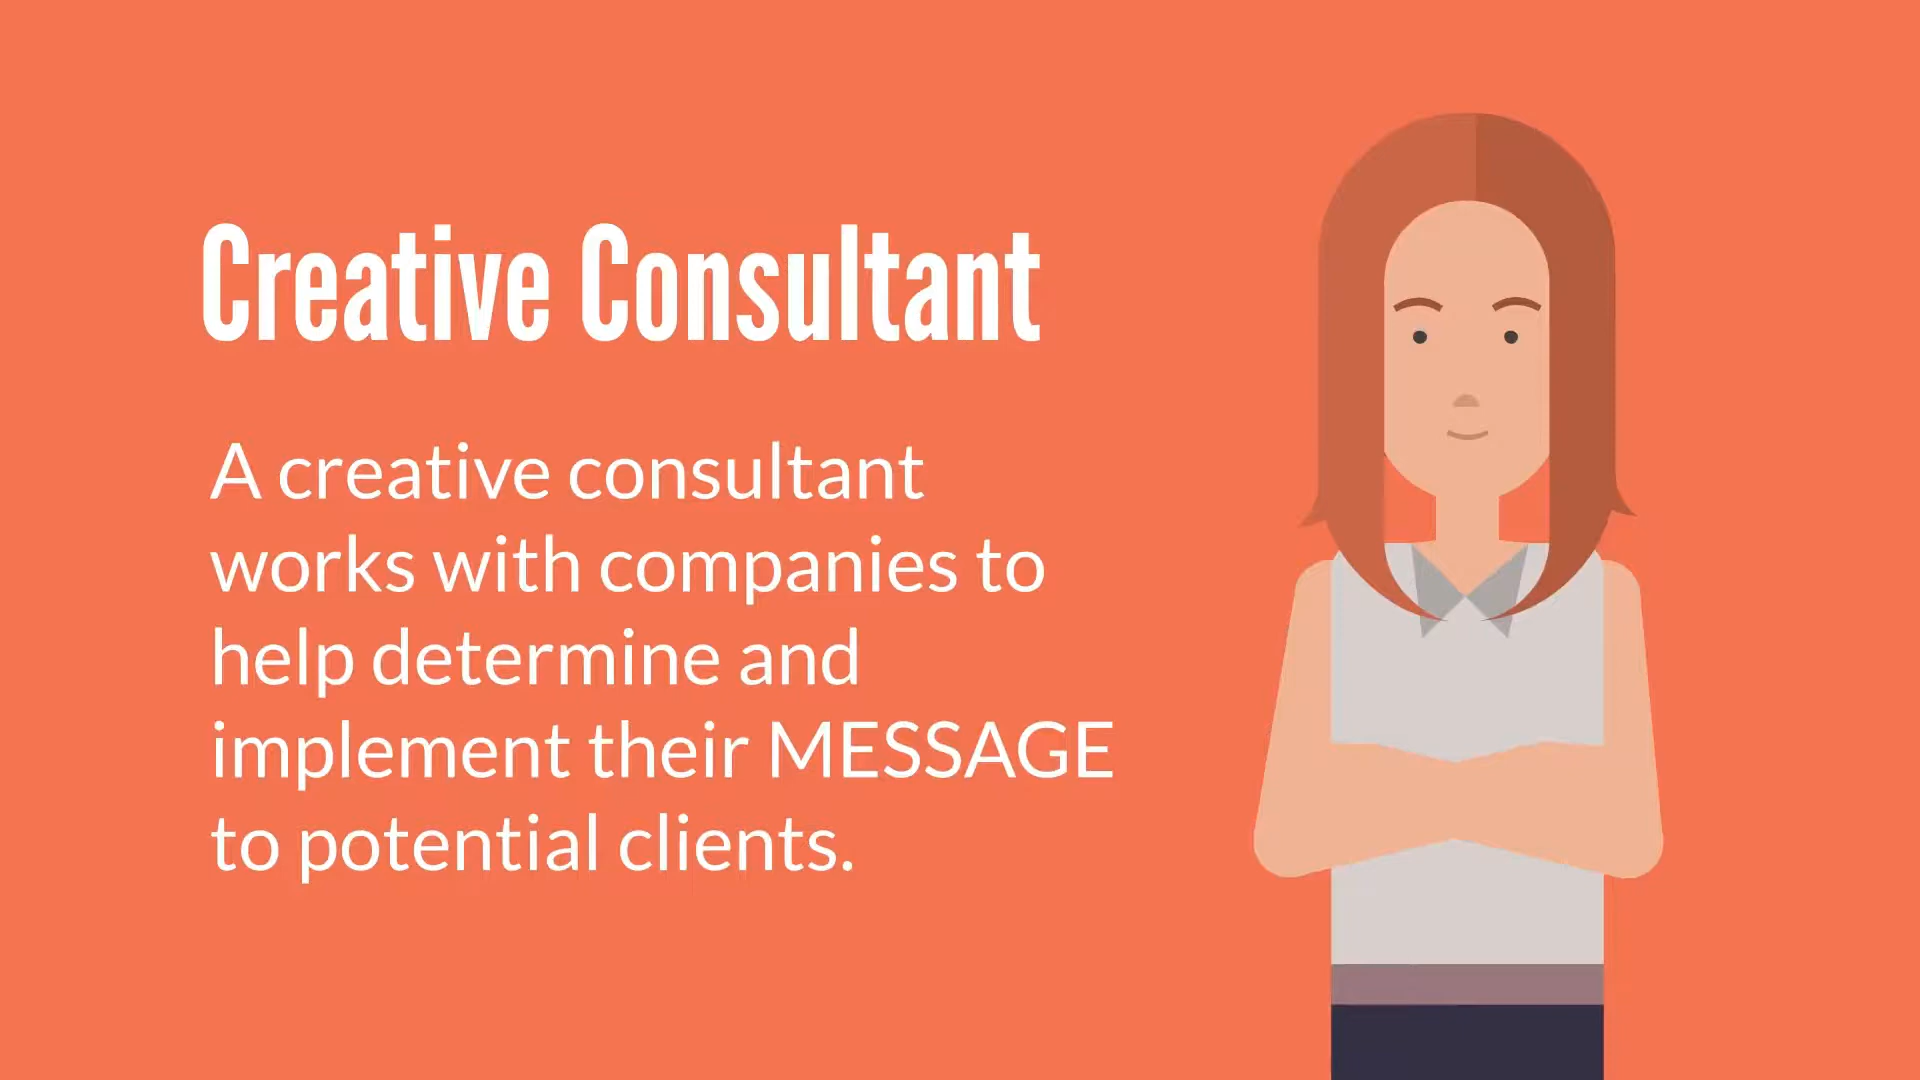 Creative Consultant
A creative consultant
works with companies to
help determine and
implement their MESSAGE
to potential clients.